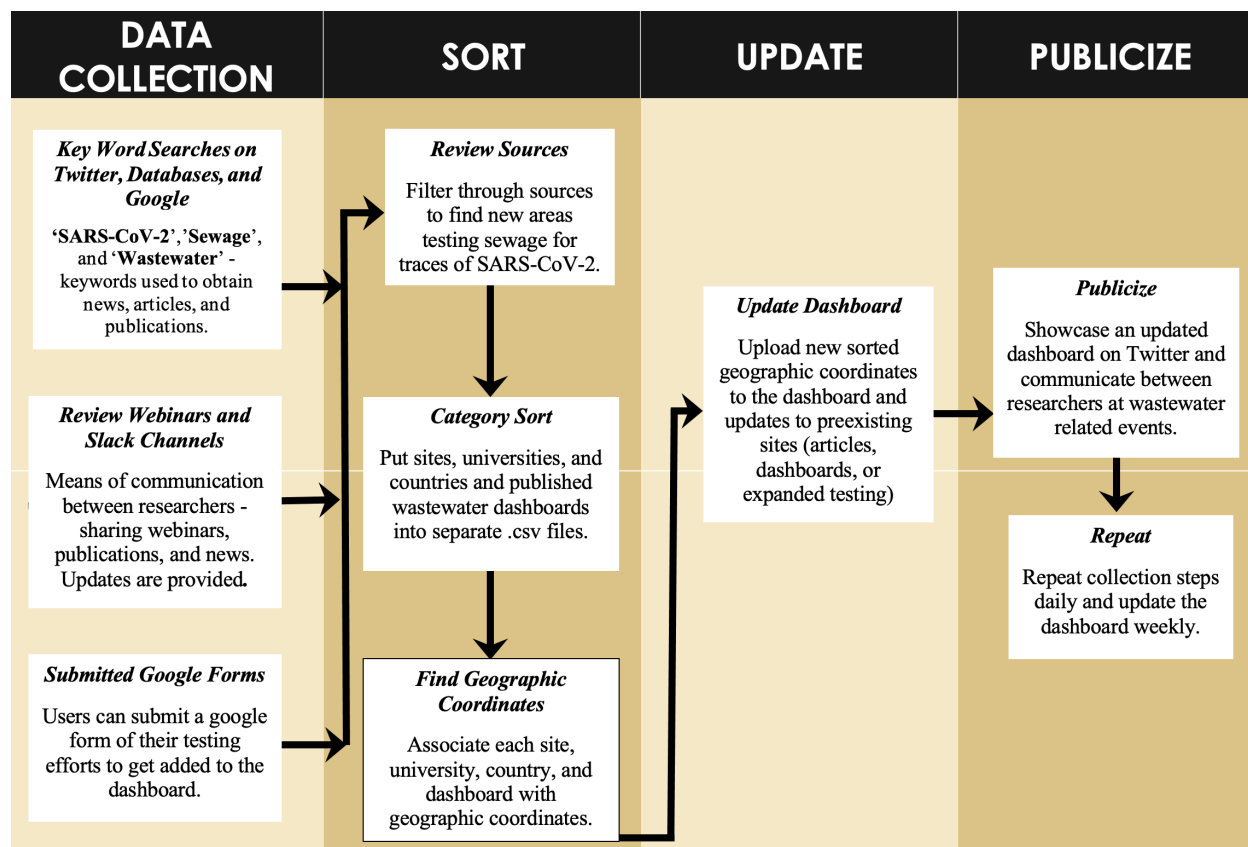 DATA
COLLECTION
SORT
UPDATE
PUBLICIZE
Key Word Searches on
Twitter, Databases, and
Google
‘SARS-CoV-2’, ’Sewage’,
and ‘Wastewater’ -
keywords used to obtain
news, articles, and
publications.
Review Webinars and
Slack Channels
Means of communication
between researchers -
sharing webinars,
publications, and news.
Updates are provided.
Submitted Google Forms
Users can submit a google
form of their testing
efforts to get added to the
dashboard.
Review Sources
Filter through sources
to find new areas
testing sewage for
traces of SARS-CoV-2.
Category Sort
Put sites, universities, and
countries and published
wastewater dashboards
into separate .csv files.
Find Geographic
Coordinates
Associate each site,
university, country, and
dashboard with
geographic coordinates.
Update Dashboard
Upload new sorted
geographic coordinates
to the dashboard and
updates to preexisting
sites (articles,
dashboards, or
expanded testing)
Publicize
Showcase an updated
dashboard on Twitter and
communicate between
researchers at wastewater
related events.
Repeat
Repeat collection steps
daily and update the
dashboard weekly.